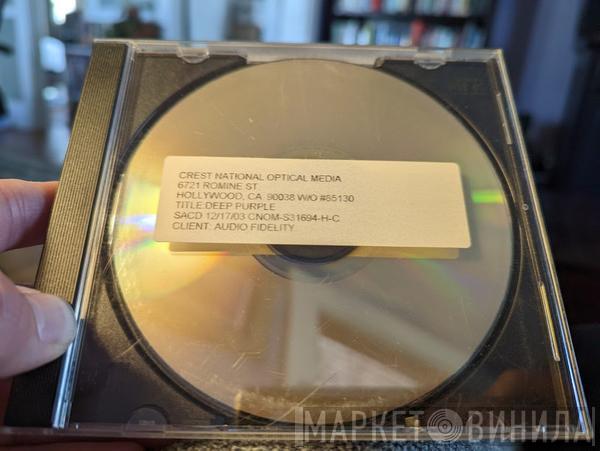 CREST NATIONAL OPTICAL MEDIA
6721 ROMINE ST.
HOLLYWOOD, CA. 90038 W/O #85130
TITLE:DEEP PURPLE
SACD 12/17/03 CNOM-S31694-H-C
CLIENT: AUDIO FIDELITY
МАРКЕТ ВИНИЛА